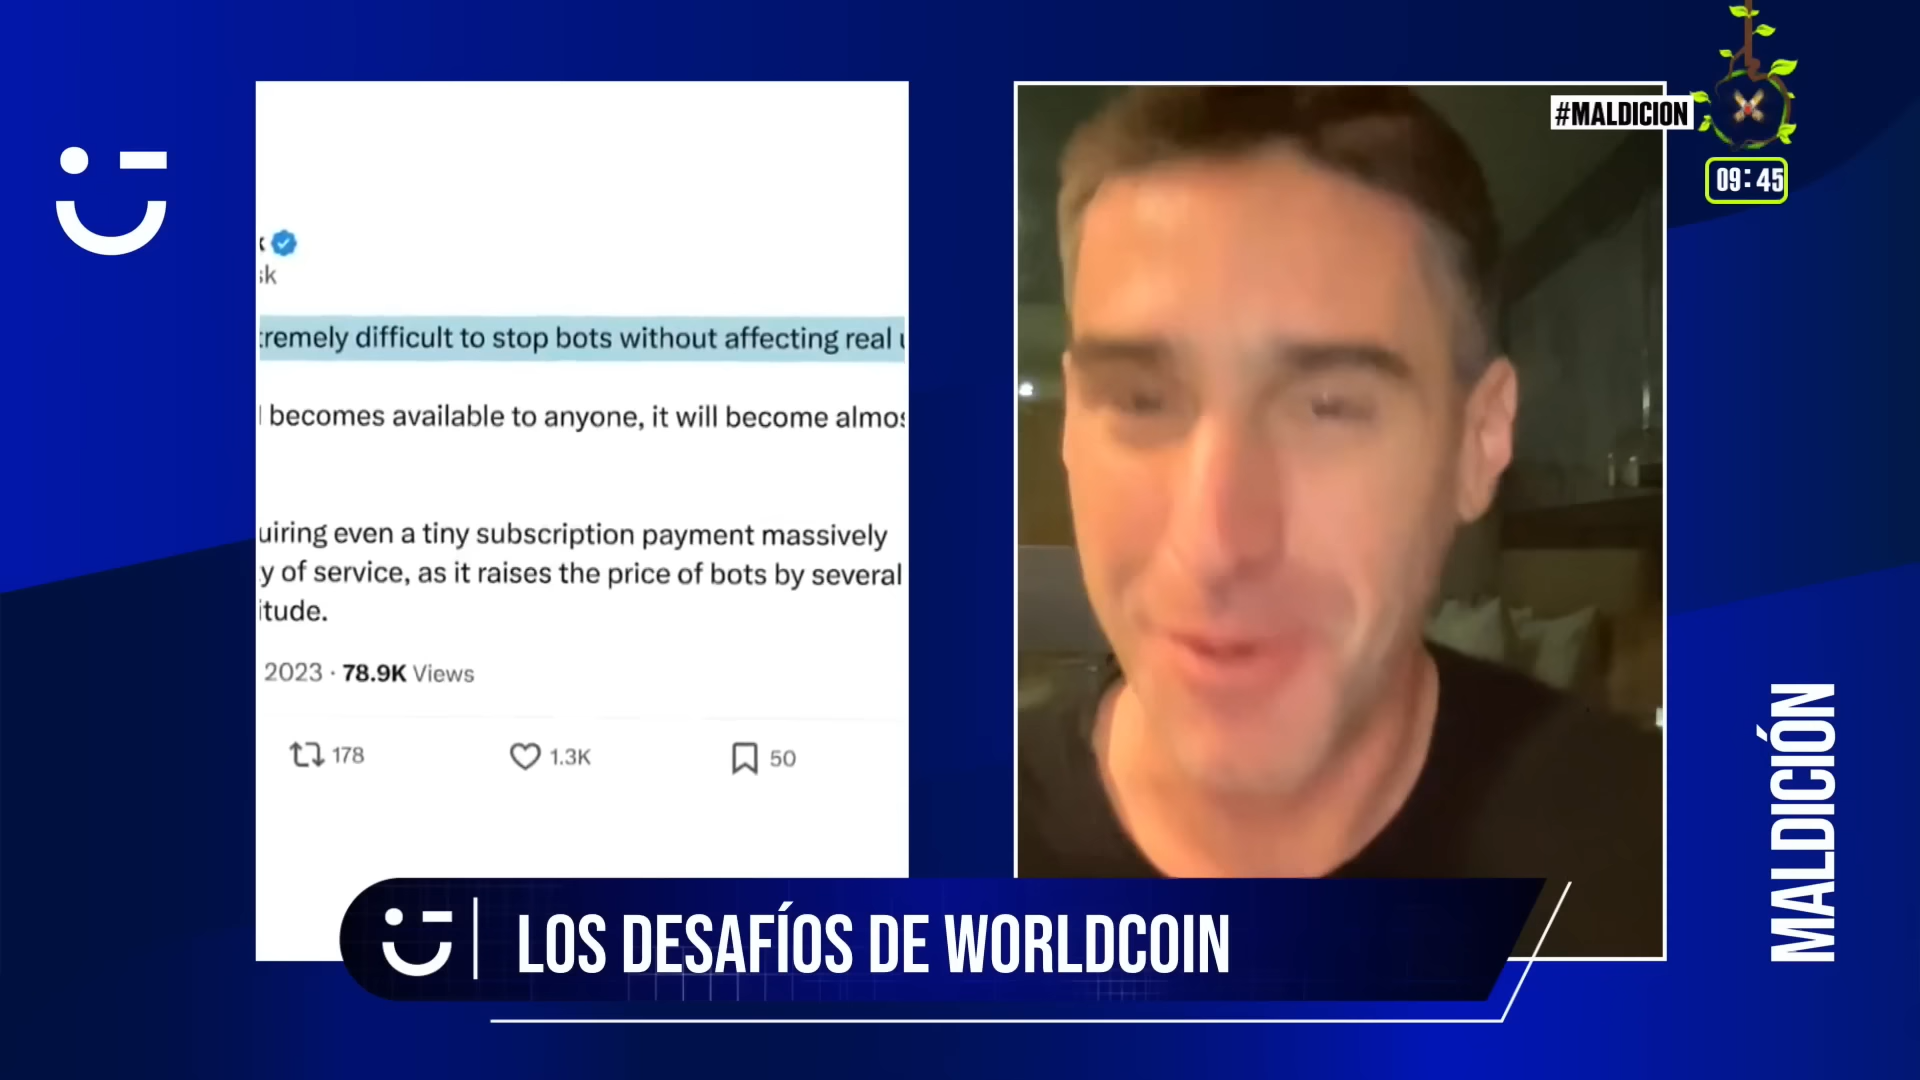 #MALDICION
09:45
sk
tremely difficult to stop bots without affecting real
becomes available to anyone, it will become almos
uiring even a tiny subscription payment massively
y of service, as it raises the price of bots by several
itude.
2023 · 78.9K Views
178
1.3K
50
LOS DESAFÍOS DE WORLDCOIN
MALDICIÓN